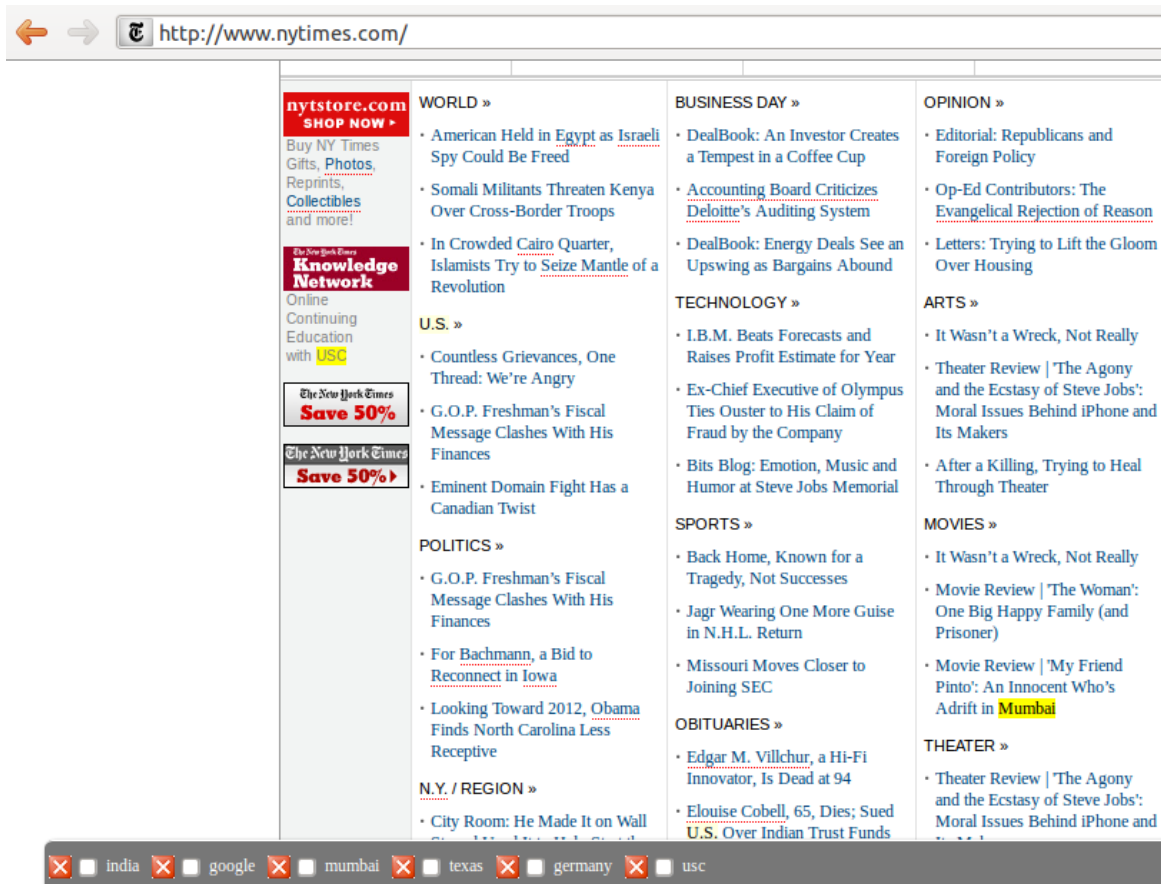 http://www.nytimes.com/
nytstore.com
SHOP NOW ▸
Buy NY Times
Gifts, Photos,
Reprints,
Collectibles
and more!
The New York Times
Knowledge
Network
Online
Continuing
Education
with USC
The New York Times
Save 50%
The New York Times
Save 50%▸
WORLD »
• American Held in Egypt as Israeli
Spy Could Be Freed
• Somali Militants Threaten Kenya
Over Cross-Border Troops
• In Crowded Cairo Quarter,
Islamists Try to Seize Mantle of a
Revolution
U.S. »
• Countless Grievances, One
Thread: We’re Angry
• G.O.P. Freshman’s Fiscal
Message Clashes With His
Finances
• Eminent Domain Fight Has a
Canadian Twist
POLITICS »
• G.O.P. Freshman’s Fiscal
Message Clashes With His
Finances
• For Bachmann, a Bid to
Reconnect in Iowa
• Looking Toward 2012, Obama
Finds North Carolina Less
Receptive
N.Y. / REGION »
• City Room: He Made It on Wall
BUSINESS DAY »
• DealBook: An Investor Creates
a Tempest in a Coffee Cup
• Accounting Board Criticizes
Deloitte’s Auditing System
• DealBook: Energy Deals See an
Upswing as Bargains Abound
TECHNOLOGY »
• I.B.M. Beats Forecasts and
Raises Profit Estimate for Year
• Ex-Chief Executive of Olympus
Ties Ouster to His Claim of
Fraud by the Company
• Bits Blog: Emotion, Music and
Humor at Steve Jobs Memorial
SPORTS »
• Back Home, Known for a
Tragedy, Not Successes
• Jagr Wearing One More Guise
in N.H.L. Return
• Missouri Moves Closer to
Joining SEC
OBITUARIES »
• Edgar M. Villchur, a Hi-Fi
Innovator, Is Dead at 94
• Elouise Cobell, 65, Dies; Sued
U.S. Over Indian Trust Funds
OPINION »
• Editorial: Republicans and
Foreign Policy
• Op-Ed Contributors: The
Evangelical Rejection of Reason
• Letters: Trying to Lift the Gloom
Over Housing
ARTS »
• It Wasn’t a Wreck, Not Really
• Theater Review | 'The Agony
and the Ecstasy of Steve Jobs':
Moral Issues Behind iPhone and
Its Makers
• After a Killing, Trying to Heal
Through Theater
MOVIES »
• It Wasn’t a Wreck, Not Really
• Movie Review | 'The Woman':
One Big Happy Family (and
Prisoner)
• Movie Review | 'My Friend
Pinto': An Innocent Who’s
Adrift in Mumbai
THEATER »
• Theater Review | 'The Agony
and the Ecstasy of Steve Jobs':
Moral Issues Behind iPhone and
india google mumbai texas germany usc